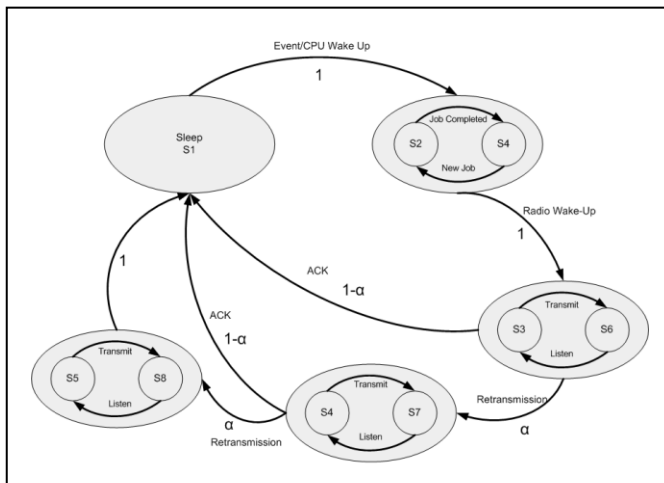 Event/CPU Wake Up
1
Sleep
S1
Job Completed
S2
S4
New Job
Radio Wake-Up
1
ACK
1-α
Transmit
S3
S6
Listen
1
ACK
1-α
Transmit
S5
S8
Listen
α
Retransmission
Transmit
S4
S7
Listen
Retransmission
α